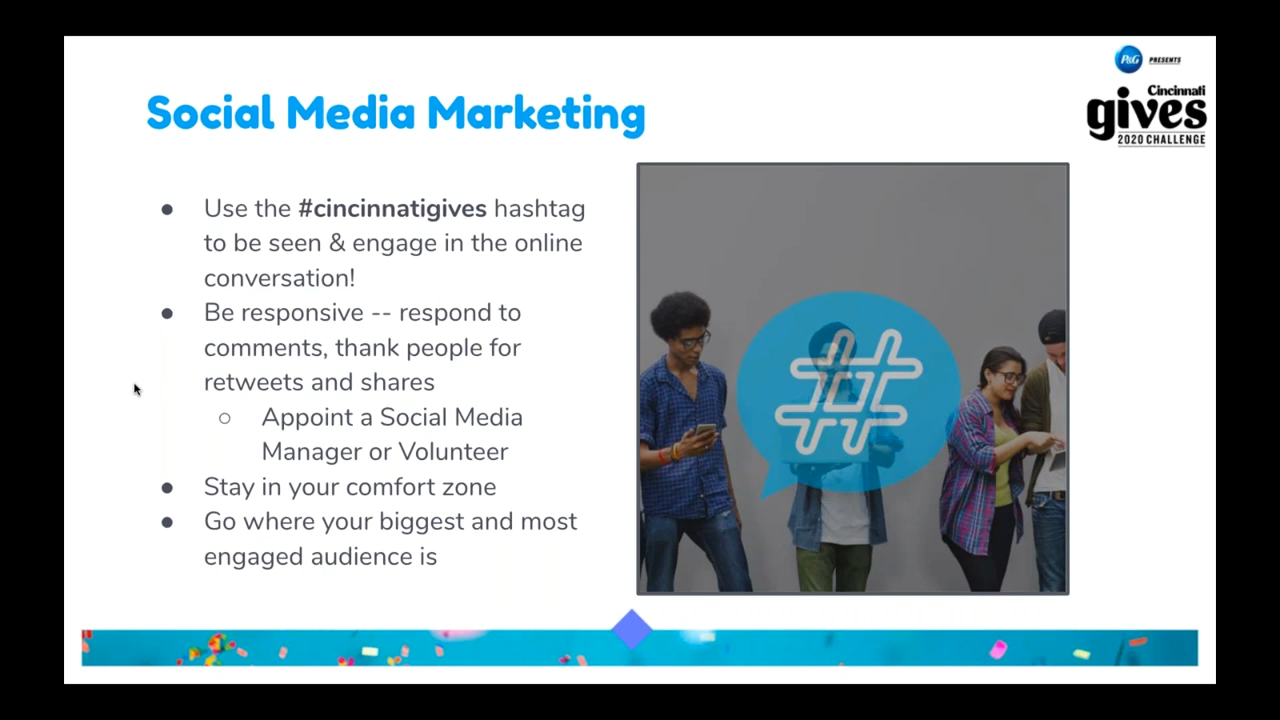 P&G PRESENTS
Cincinnati
gives
2020 CHALLENGE
Social Media Marketing
● Use the #cincinnatigives hashtag
to be seen & engage in the online
conversation!
● Be responsive -- respond to
comments, thank people for
retweets and shares
○ Appoint a Social Media
Manager or Volunteer
● Stay in your comfort zone
● Go where your biggest and most
engaged audience is
#